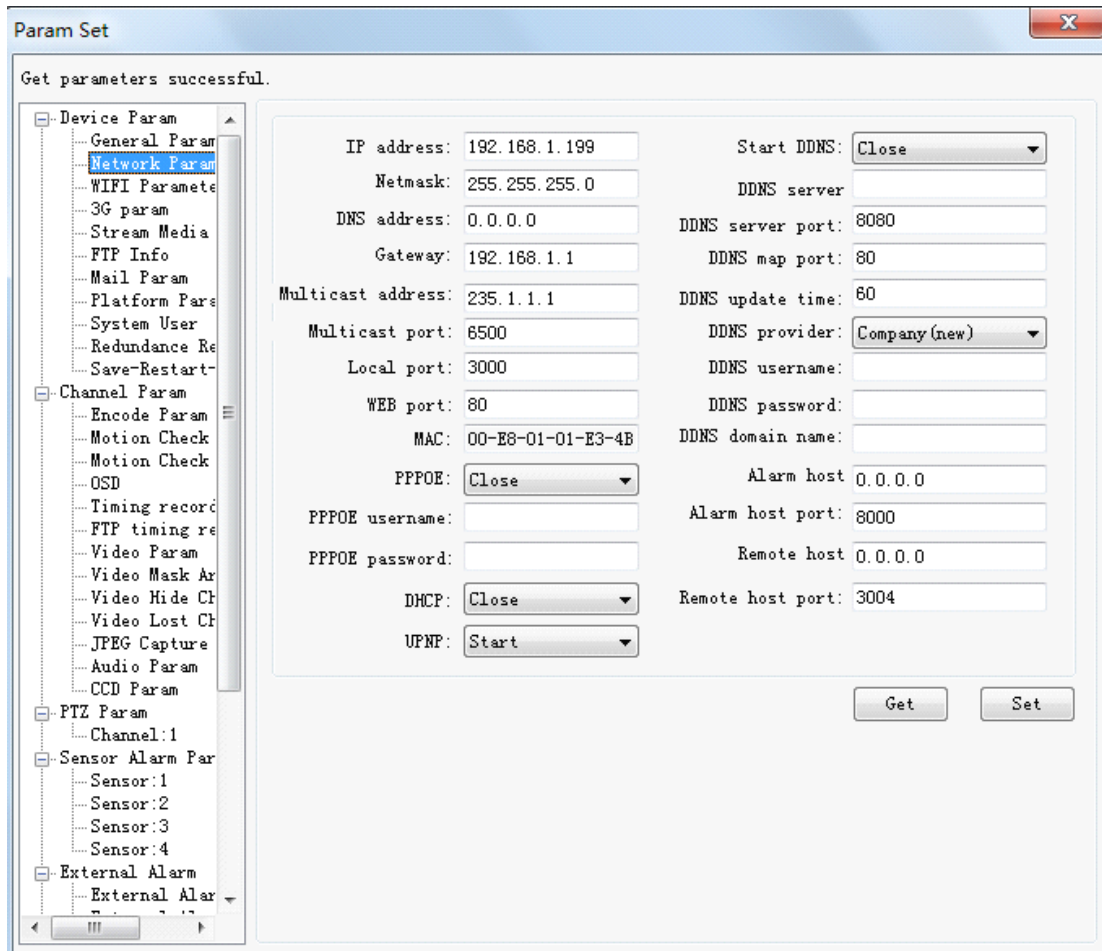 Param Set
Get parameters successful.
Device Param
General Param
Network Param
WIFI Paramete
3G param
Stream Media
FTP Info
Mail Param
Platform Para
System User
Redundance Re
Save-Restart-
Channel Param
Encode Param
Motion Check
Motion Check
OSD
Timing record
FTP timing re
Video Param
Video Mask Ar
Video Hide Ch
Video Lost Ch
JPEG Capture
Audio Param
CCD Param
PTZ Param
Channel:1
Sensor Alarm Par
Sensor:1
Sensor:2
Sensor:3
Sensor:4
External Alarm
External Alar
IP address: 192.168.1.199
Netmask: 255.255.255.0
DNS address: 0.0.0.0
Gateway: 192.168.1.1
Multicast address: 235.1.1.1
Multicast port: 6500
Local port: 3000
WEB port: 80
MAC: 00-E8-01-01-E3-4B
PPPOE: Close
PPPOE username:
PPPOE password:
DHCP: Close
UPNP: Start
Start DDNS: Close
DDNS server
DDNS server port: 8080
DDNS map port: 80
DDNS update time: 60
DDNS provider: Company(new)
DDNS username:
DDNS password:
DDNS domain name:
Alarm host 0.0.0.0
Alarm host port: 8000
Remote host 0.0.0.0
Remote host port: 3004
Get Set